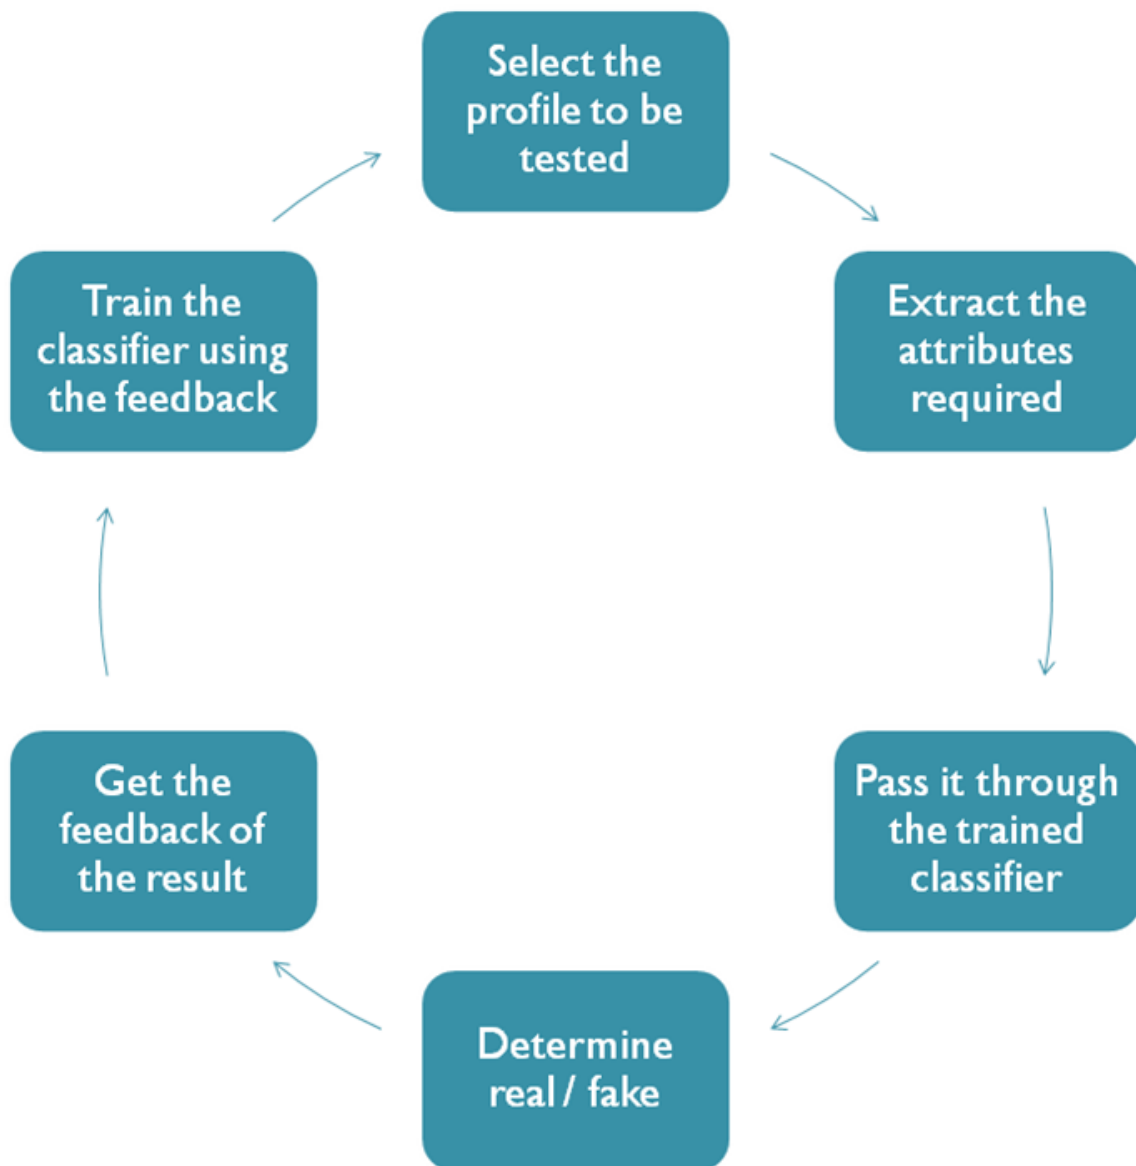 Select the
profile to be
tested
Extract the
attributes
required
Pass it through
the trained
classifier
Determine
real / fake
Get the
feedback of
the result
Train the
classifier using
the feedback